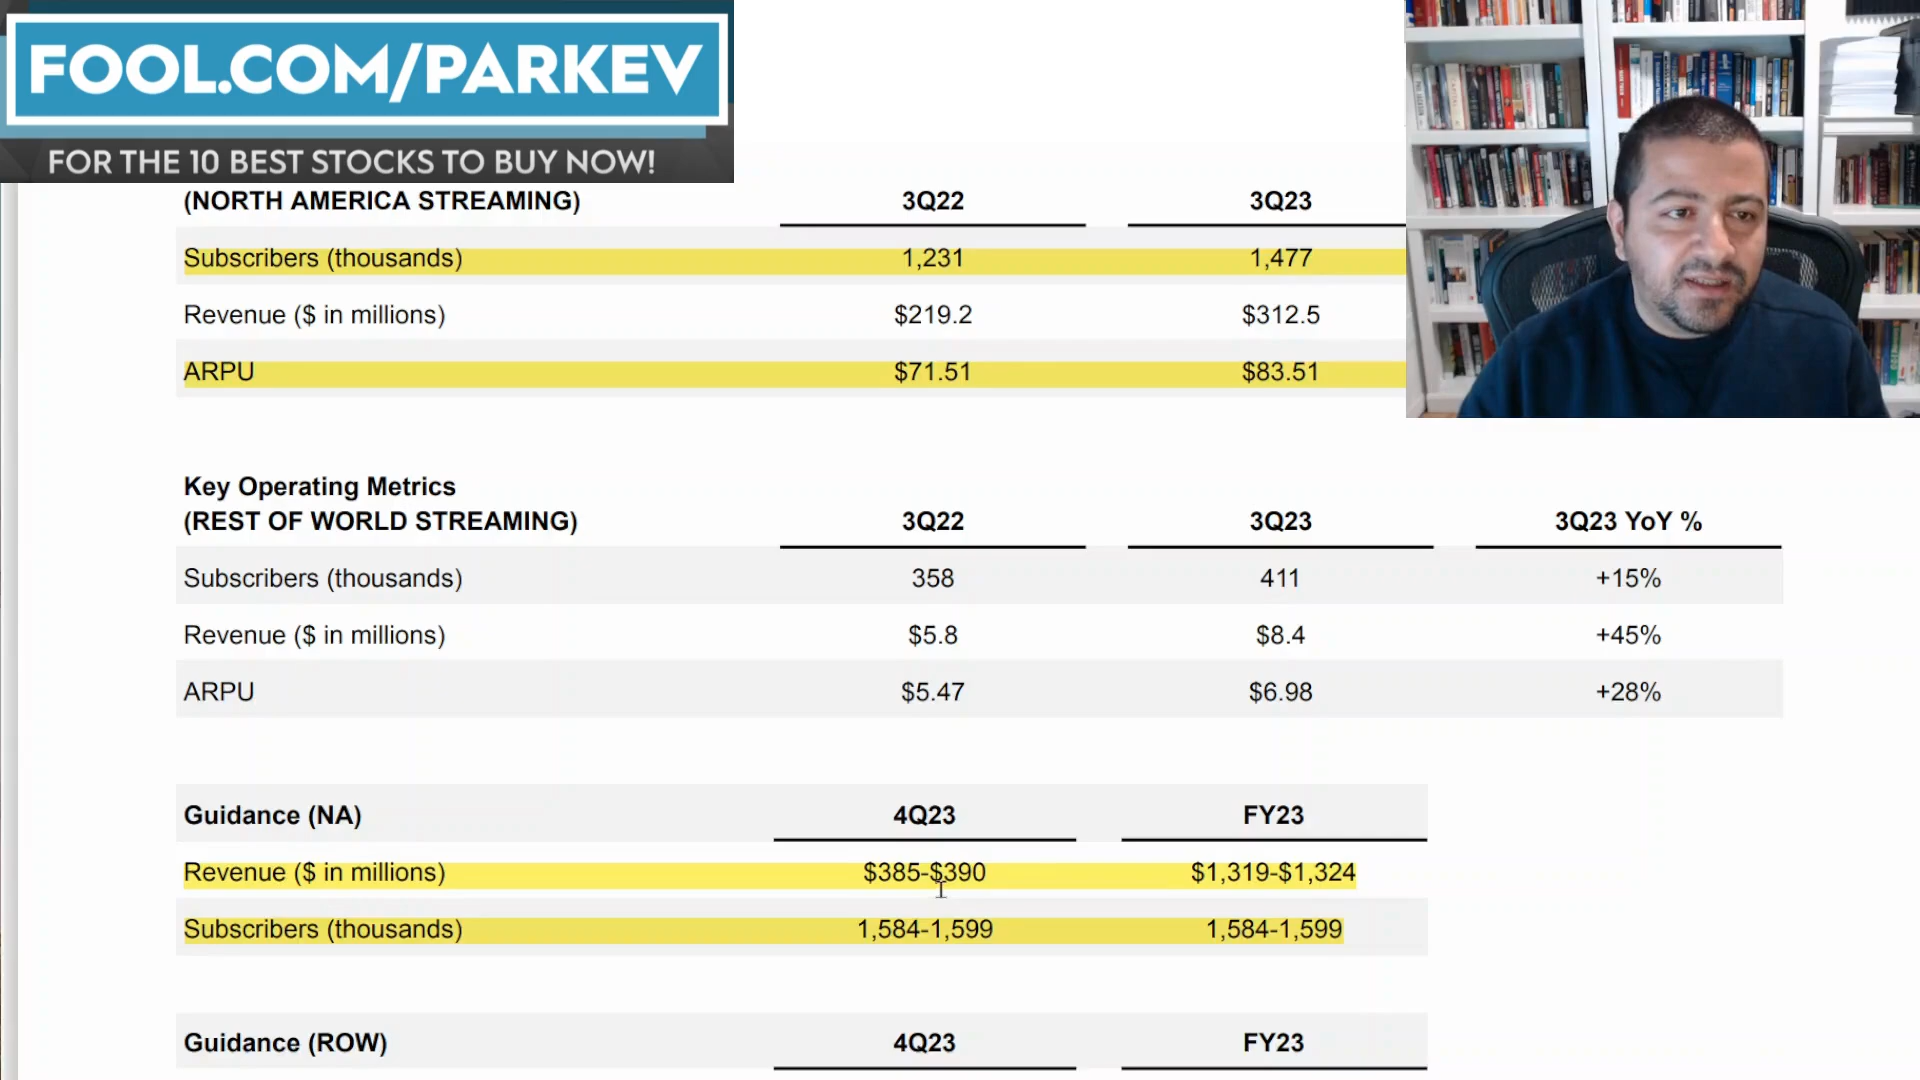 FOOL.COM/PARKEV
FOR THE 10 BEST STOCKS TO BUY NOW!
(NORTH AMERICA STREAMING) 3Q22 3Q23
Subscribers (thousands) 1,231 1,477
Revenue ($ in millions) $219.2 $312.5
ARPU $71.51 $83.51
Key Operating Metrics
(REST OF WORLD STREAMING) 3Q22 3Q23 3Q23 YoY %
Subscribers (thousands) 358 411 +15%
Revenue ($ in millions) $5.8 $8.4 +45%
ARPU $5.47 $6.98 +28%
Guidance (NA) 4Q23 FY23
Revenue ($ in millions) $385-$390 $1,319-$1,324
Subscribers (thousands) 1,584-1,599 1,584-1,599
Guidance (ROW) 4Q23 FY23